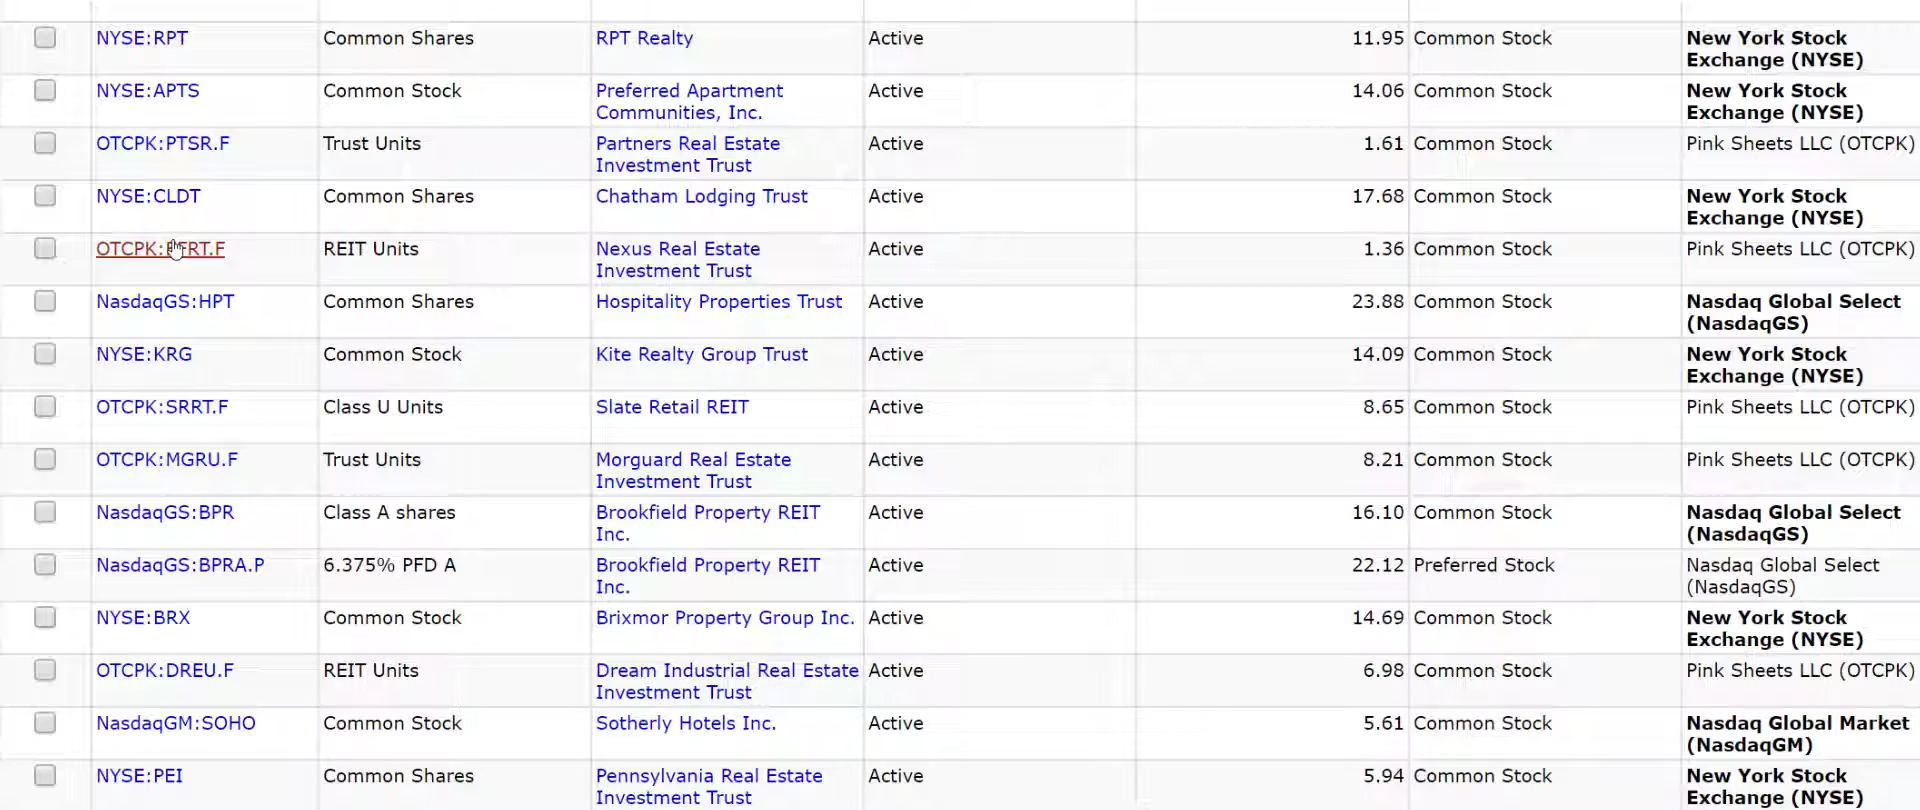 NYSE:RPT Common Shares RPT Realty Active 11.95 Common Stock New York Stock
Exchange (NYSE)
NYSE:APTS Common Stock Preferred Apartment Active 14.06 Common Stock New York Stock
Communities, Inc. Exchange (NYSE)
OTCPK:PTSR.F Trust Units Partners Real Estate Active 1.61 Common Stock Pink Sheets LLC (OTCPK)
Investment Trust
NYSE:CLDT Common Shares Chatham Lodging Trust Active 17.68 Common Stock New York Stock
Exchange (NYSE)
REIT Units Nexus Real Estate Active 1.36 Common Stock Pink Sheets LLC (OTCPK)
Investment Trust
NasdaqGS:HPT Common Shares Hospitality Properties Trust Active 23.88 Common Stock Nasdaq Global Select
(NasdaqGS)
NYSE:KRG Common Stock Kite Realty Group Trust Active 14.09 Common Stock New York Stock
Exchange (NYSE)
OTCPK:SRRT.F Class U Units Slate Retail REIT Active 8.65 Common Stock Pink Sheets LLC (OTCPK)
OTCPK:MGRU.F Trust Units Morguard Real Estate Active 8.21 Common Stock Pink Sheets LLC (OTCPK)
Investment Trust
NasdaqGS:BPR Class A shares Brookfield Property REIT Active 16.10 Common Stock Nasdaq Global Select
Inc. (NasdaqGS)
NasdaqGS:BPRA.P 6.375% PFD A Brookfield Property REIT Active 22.12 Preferred Stock Nasdaq Global Select
Inc. (NasdaqGS)
NYSE:BRX Common Stock Brixmor Property Group Inc. Active 14.69 Common Stock New York Stock
Exchange (NYSE)
OTCPK:DREU.F REIT Units Dream Industrial Real Estate Active 6.98 Common Stock Pink Sheets LLC (OTCPK)
Investment Trust
NasdaqGM:SOHO Common Stock Sotherly Hotels Inc. Active 5.61 Common Stock Nasdaq Global Market
(NasdaqGM)
NYSE:PEI Common Shares Pennsylvania Real Estate Active 5.94 Common Stock New York Stock
Investment Trust Exchange (NYSE)